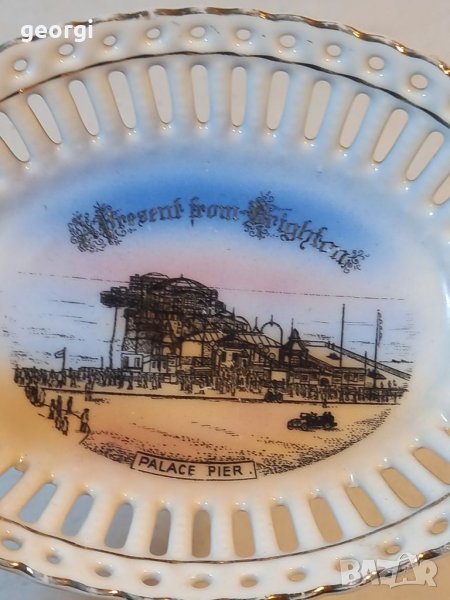 georgi
A Present from Brighton
PALACE PIER.
BAZAR